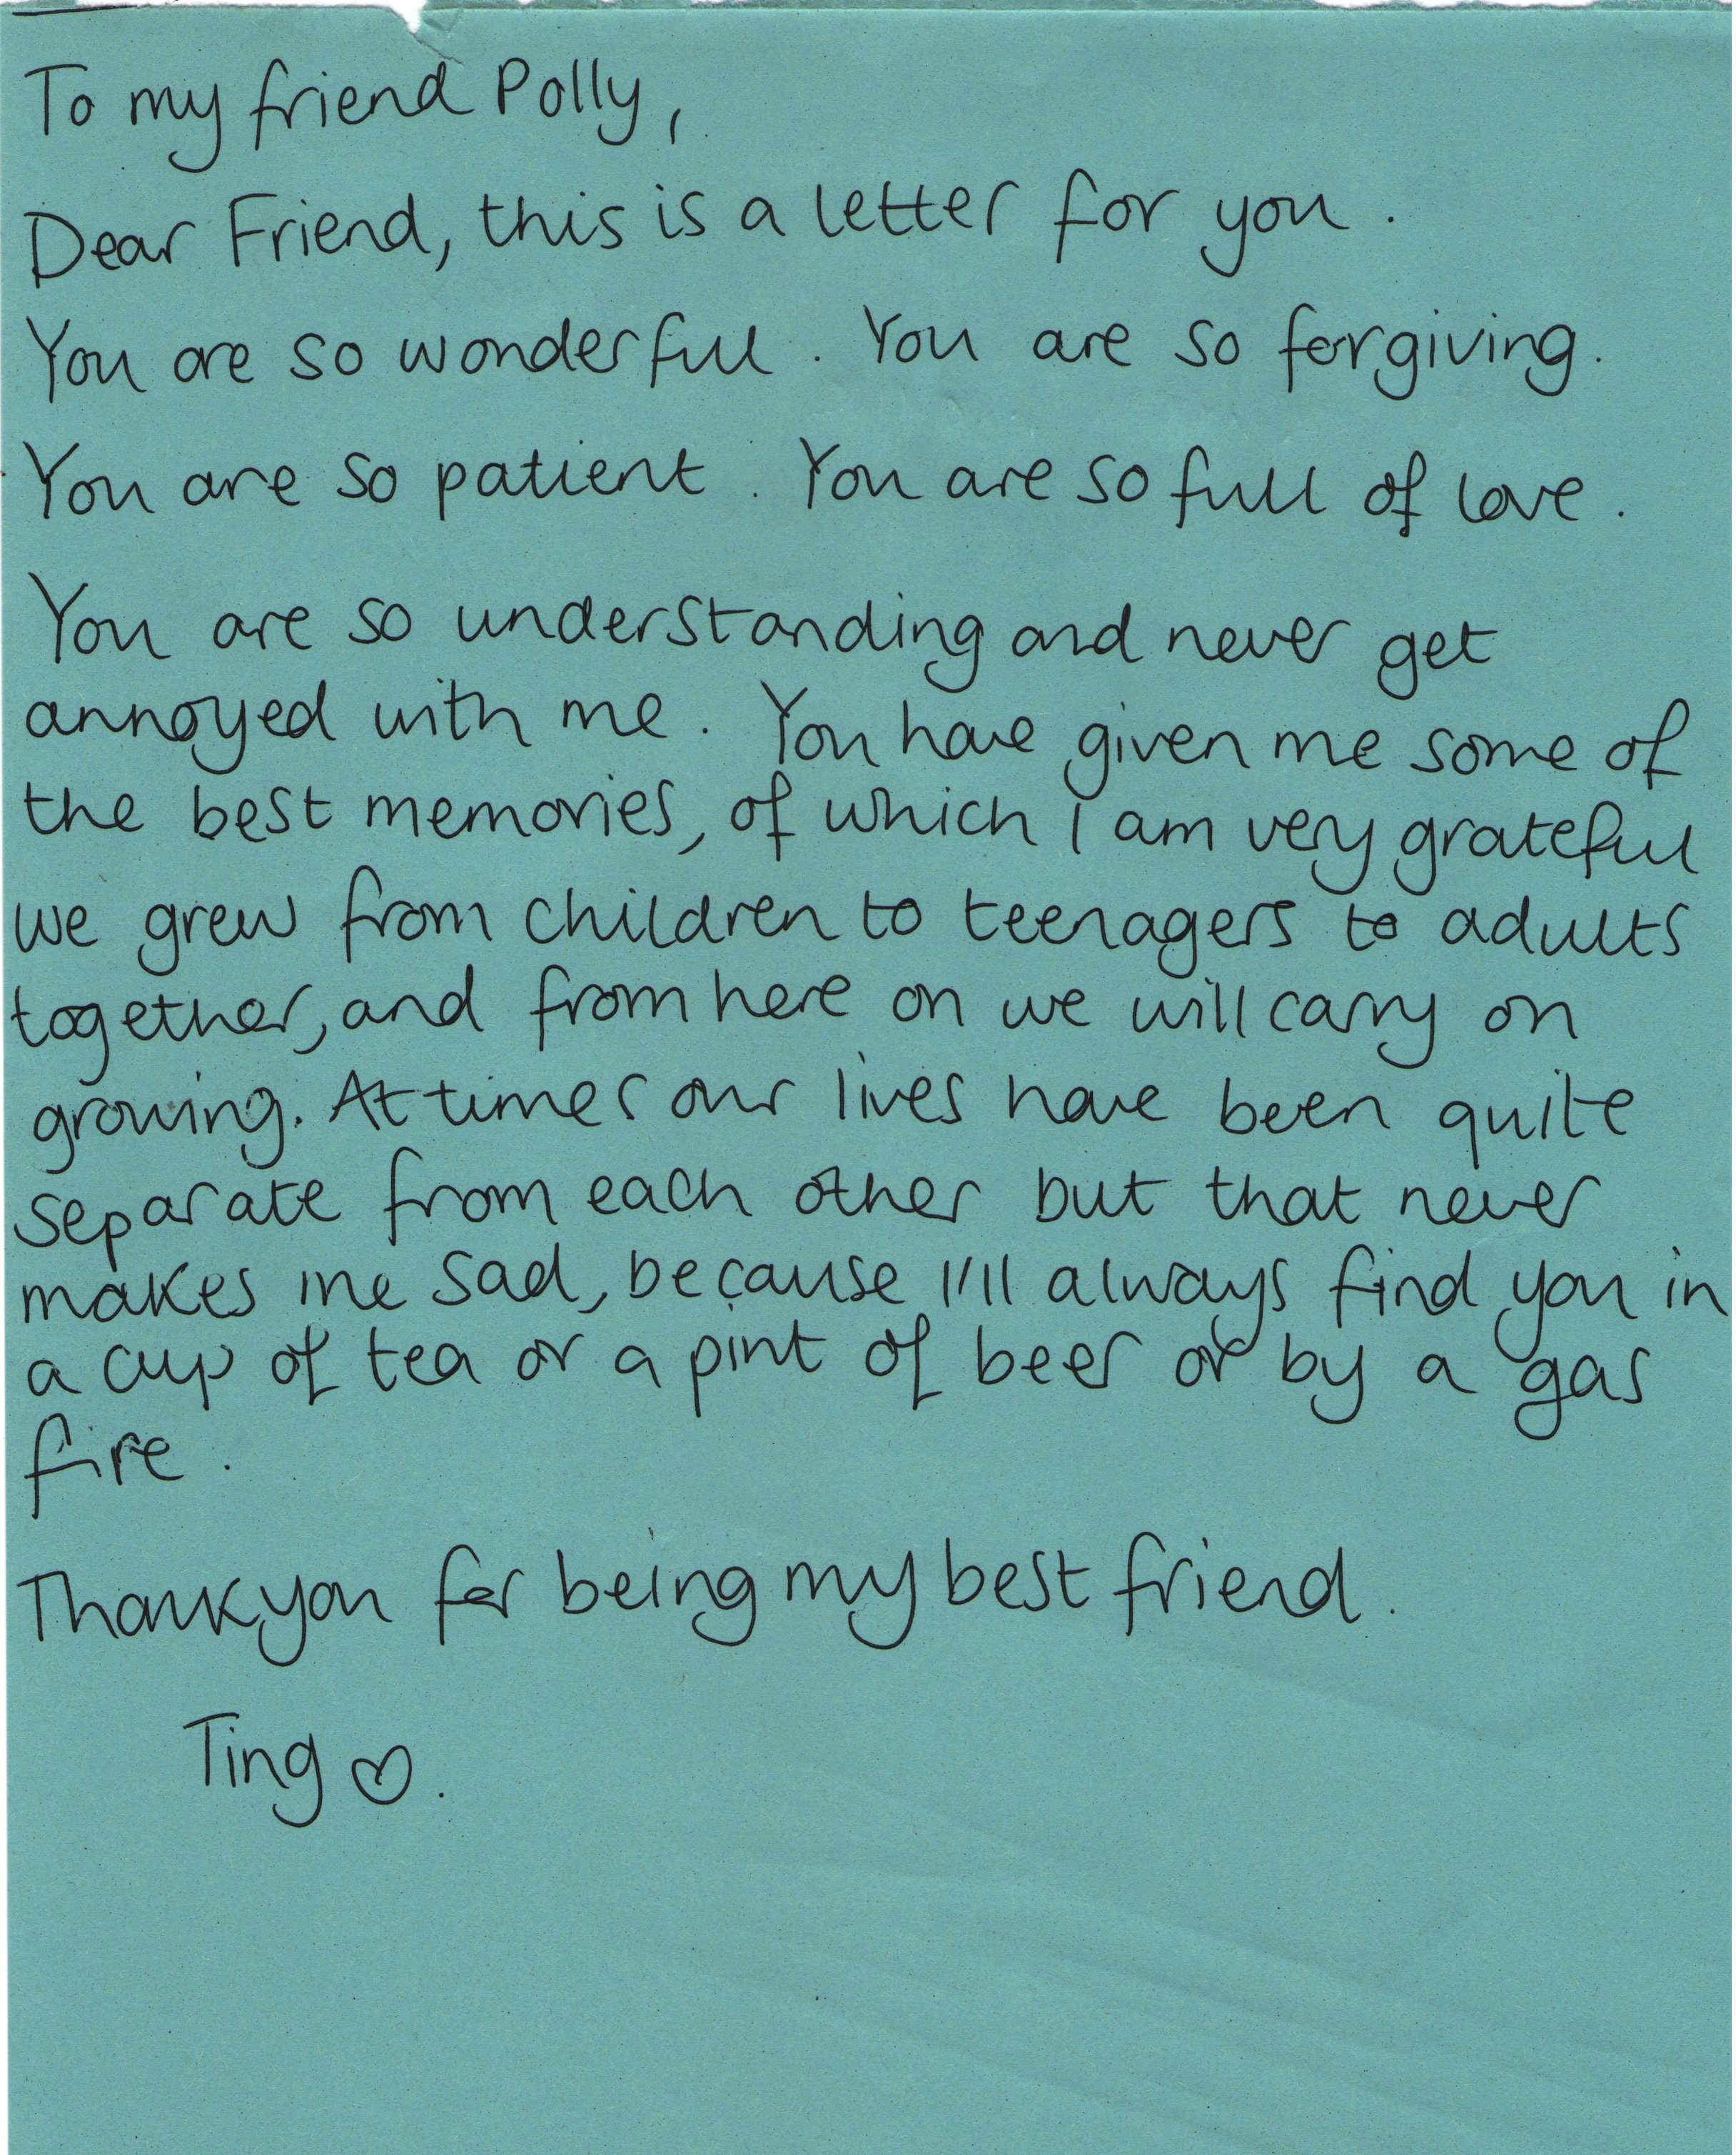 To my friend Polly,
Dear Friend, this is a letter for you.
You are so wonderful. You are so forgiving.
You are so patient. You are so full of love.
You are so understanding and never get
annoyed with me. You have given me some of
the best memories, of which I am very grateful
we grew from children to teenagers to adults
together, and from here on we will carry on
growing. At times our lives have been quite
separate from each other but that never
makes me sad, because I'll always find you in
a cup of tea or a pint of beer or by a gas
fire.
Thank you for being my best friend.
Ting ♡.